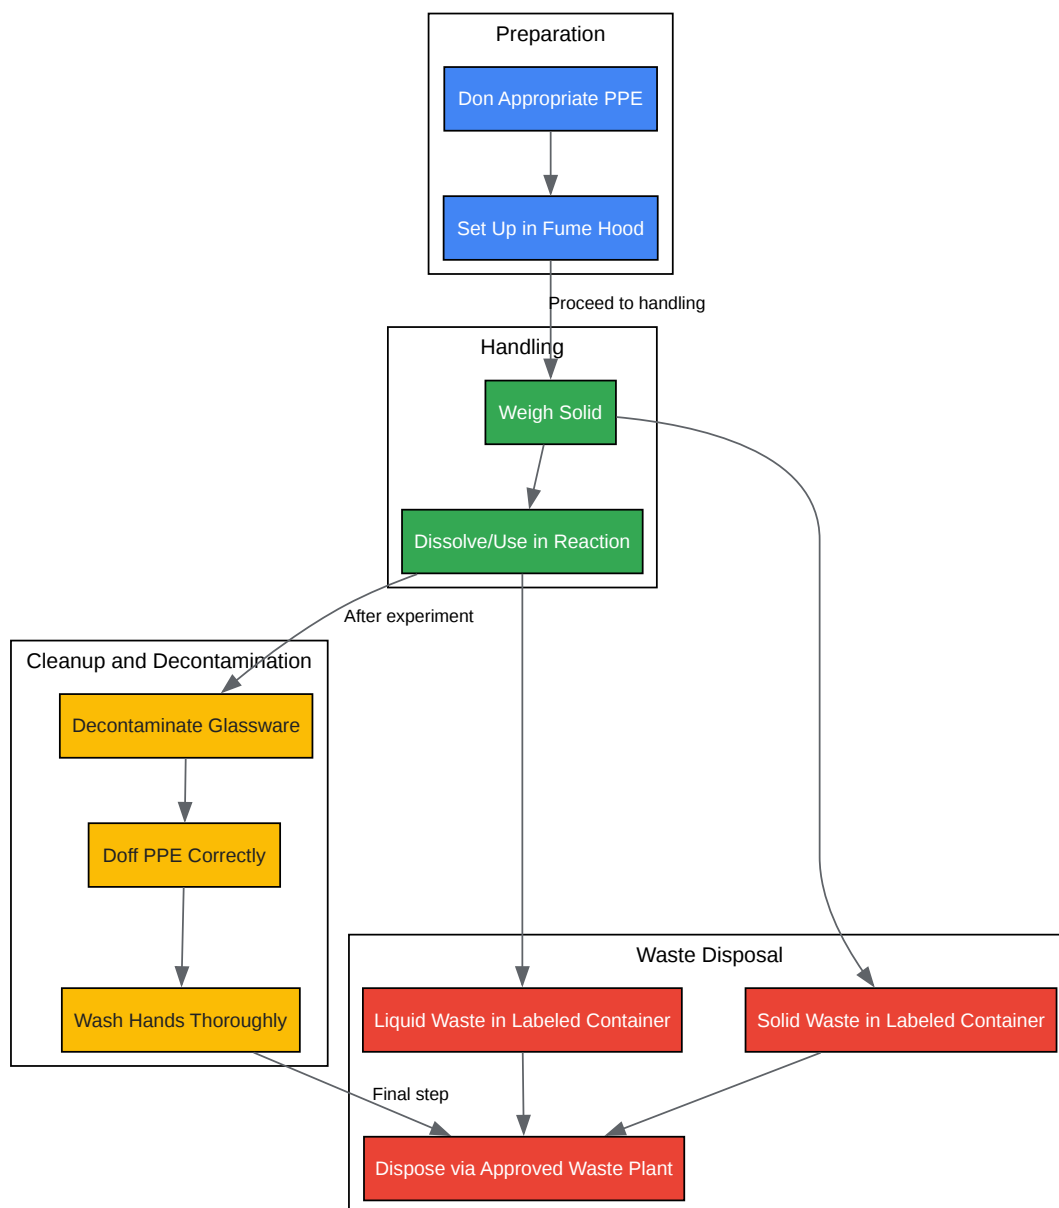 Preparation
Don Appropriate PPE
Set Up in Fume Hood
Proceed to handling
Handling
Weigh Solid
Dissolve/Use in Reaction
After experiment
Cleanup and Decontamination
Decontaminate Glassware
Doff PPE Correctly
Wash Hands Thoroughly
Waste Disposal
Liquid Waste in Labeled Container
Solid Waste in Labeled Container
Final step
Dispose via Approved Waste Plant